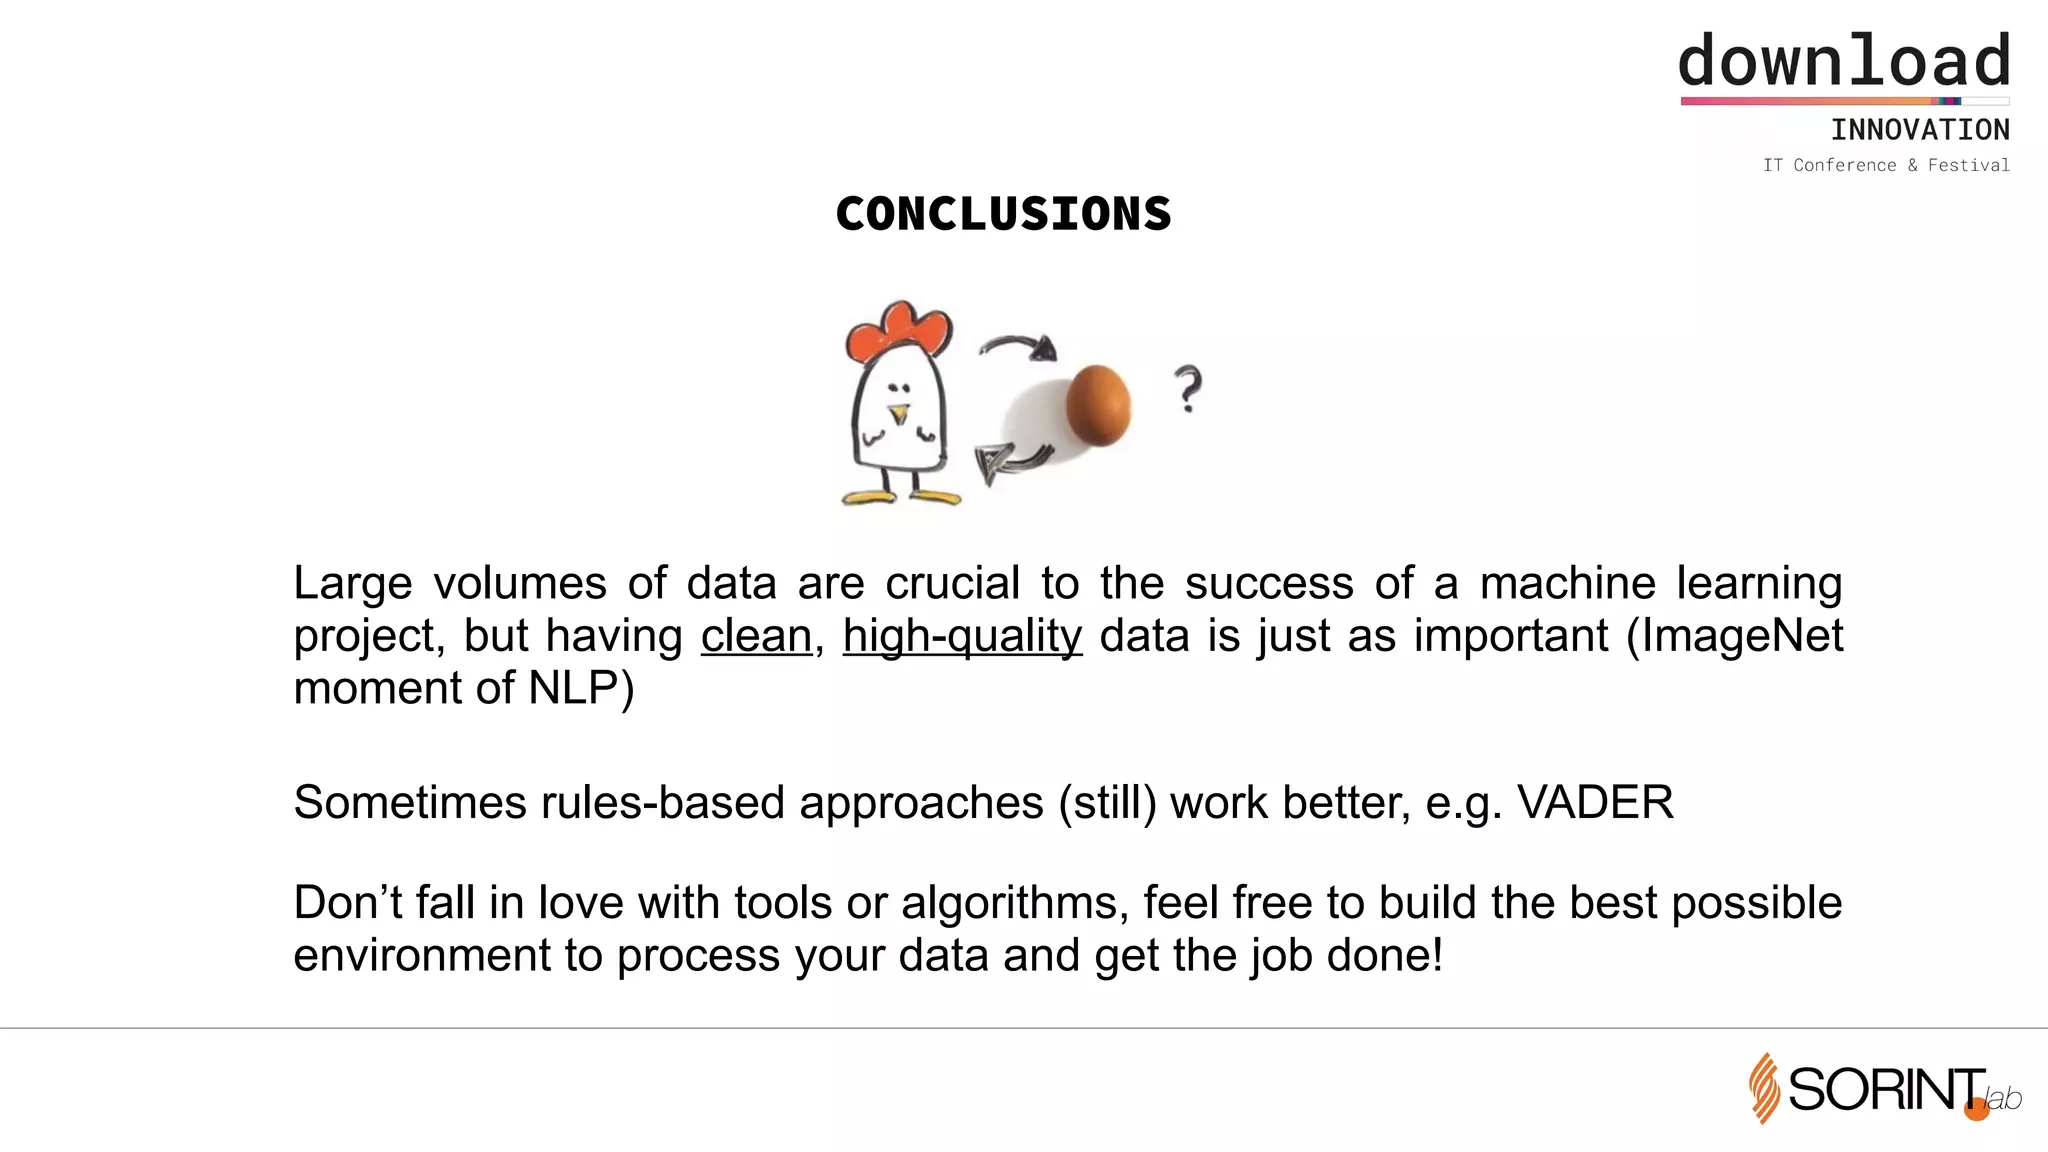 download
INNOVATION
IT Conference & Festival
CONCLUSIONS
?
Large volumes of data are crucial to the success of a machine learning
project, but having clean, high-quality data is just as important (ImageNet
moment of NLP)
Sometimes rules-based approaches (still) work better, e.g. VADER
Don’t fall in love with tools or algorithms, feel free to build the best possible
environment to process your data and get the job done!
SORINT.lab